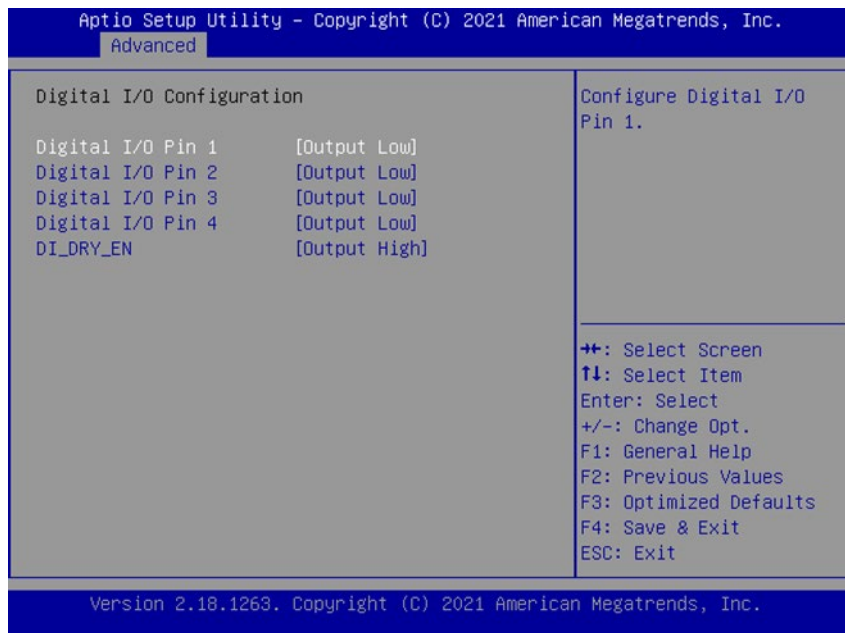 Aptio Setup Utility – Copyright (C) 2021 American Megatrends, Inc.
Advanced
Digital I/O Configuration
Digital I/O Pin 1 [Output Low]
Digital I/O Pin 2 [Output Low]
Digital I/O Pin 3 [Output Low]
Digital I/O Pin 4 [Output Low]
DI_DRY_EN [Output High]
Configure Digital I/O
Pin 1.
→←: Select Screen
↑↓: Select Item
Enter: Select
+/-: Change Opt.
F1: General Help
F2: Previous Values
F3: Optimized Defaults
F4: Save & Exit
ESC: Exit
Version 2.18.1263. Copyright (C) 2021 American Megatrends, Inc.